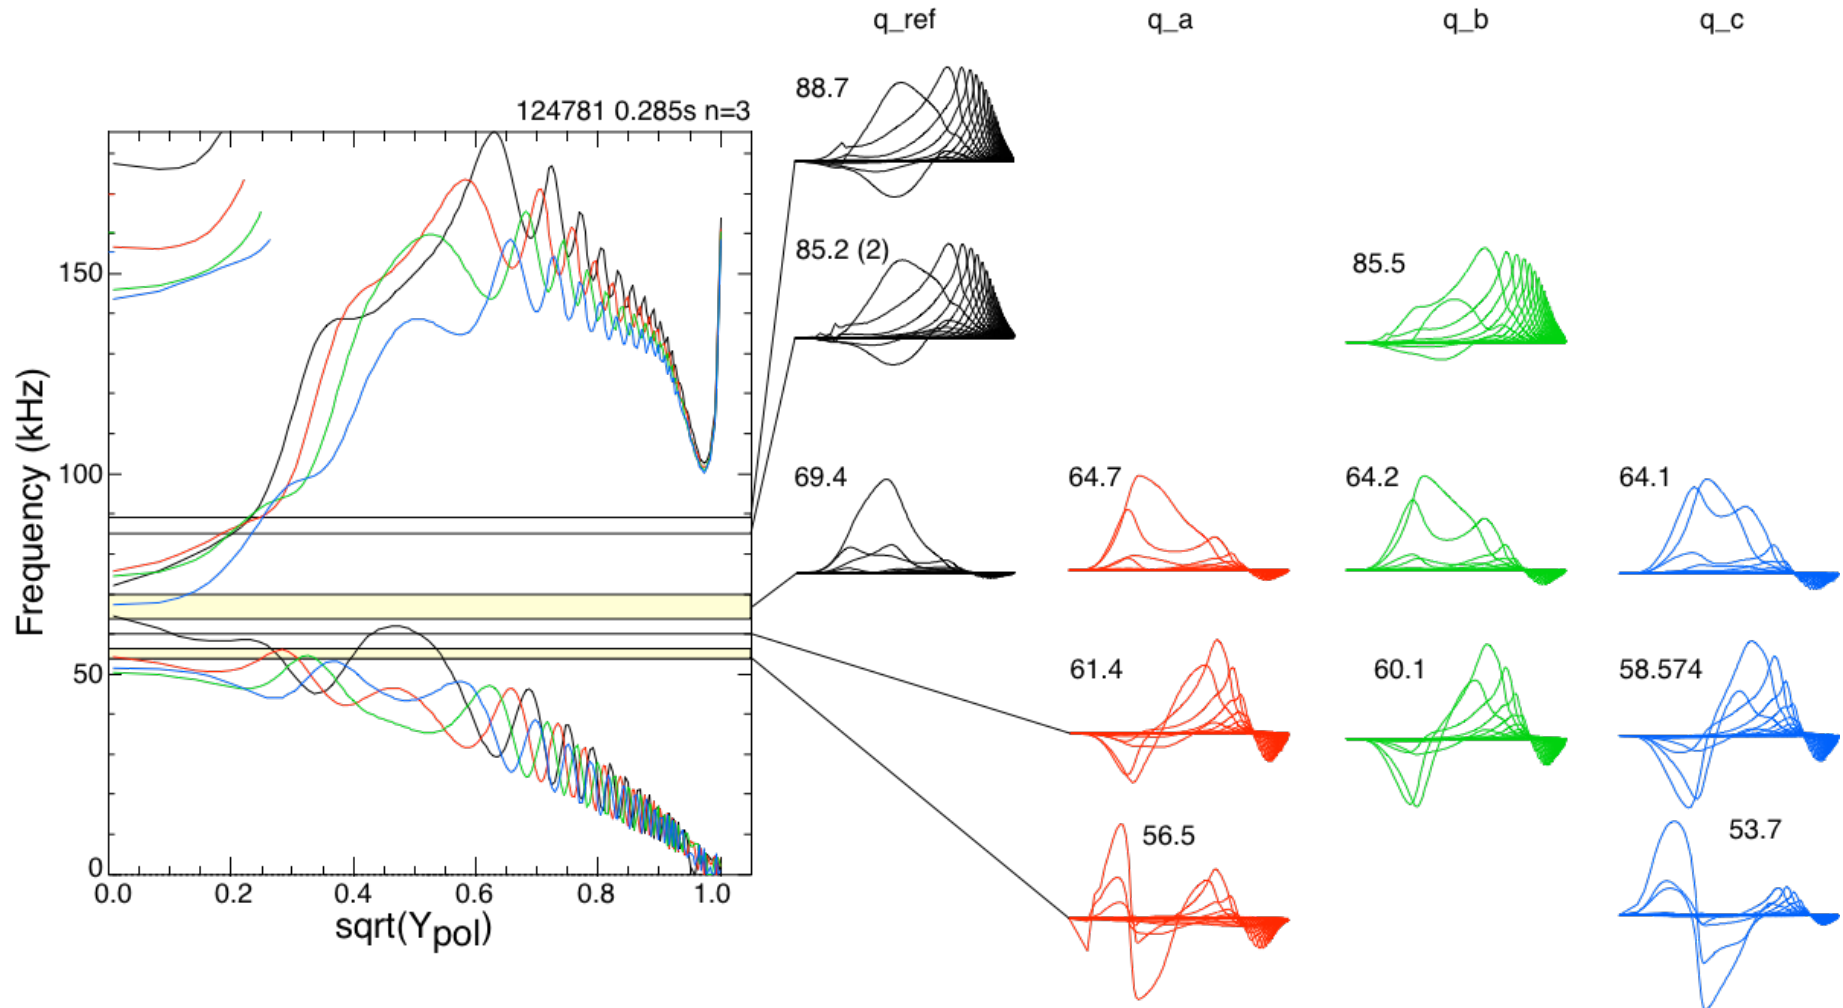 q_ref q_a q_b q_c
88.7
124781 0.285s n=3
85.2 (2) 85.5
150
100
69.4 64.7 64.2 64.1
Frequency (kHz)
50
61.4 60.1 58.574
56.5 53.7
0
0.0 0.2 0.4 0.6 0.8 1.0
sqrt(Ypol)